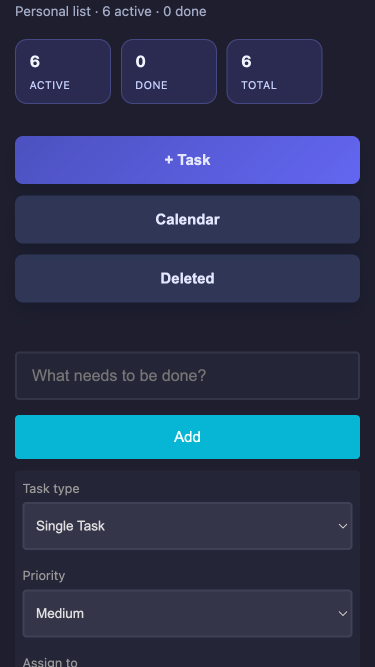 Personal list · 6 active · 0 done
6
ACTIVE
0
DONE
6
TOTAL
+ Task
Calendar
Deleted
What needs to be done?
Add
Task type
Single Task
Priority
Medium
Assign to